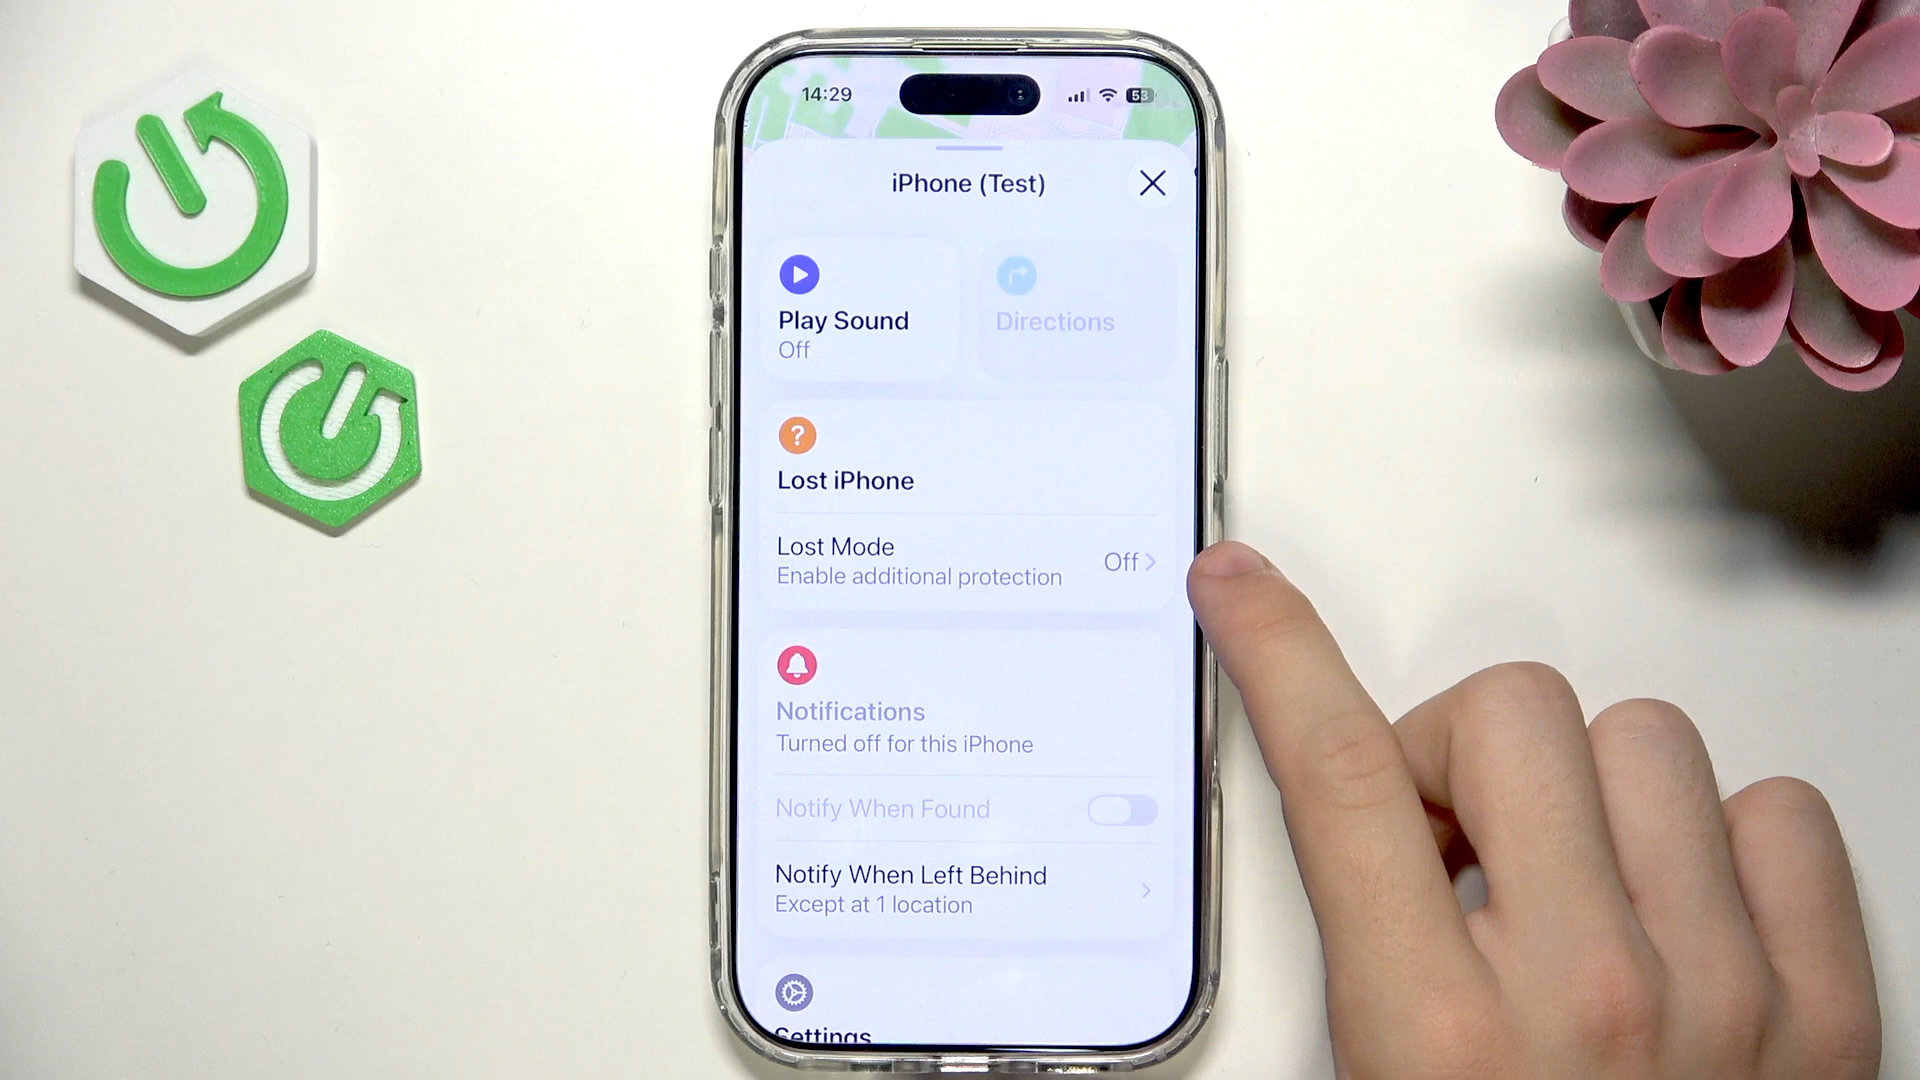 14:29
53
iPhone (Test)
Play Sound
Off
Directions
Lost iPhone
Lost Mode
Enable additional protection
Off
Notifications
Turned off for this iPhone
Notify When Found
Notify When Left Behind
Except at 1 location
Settings